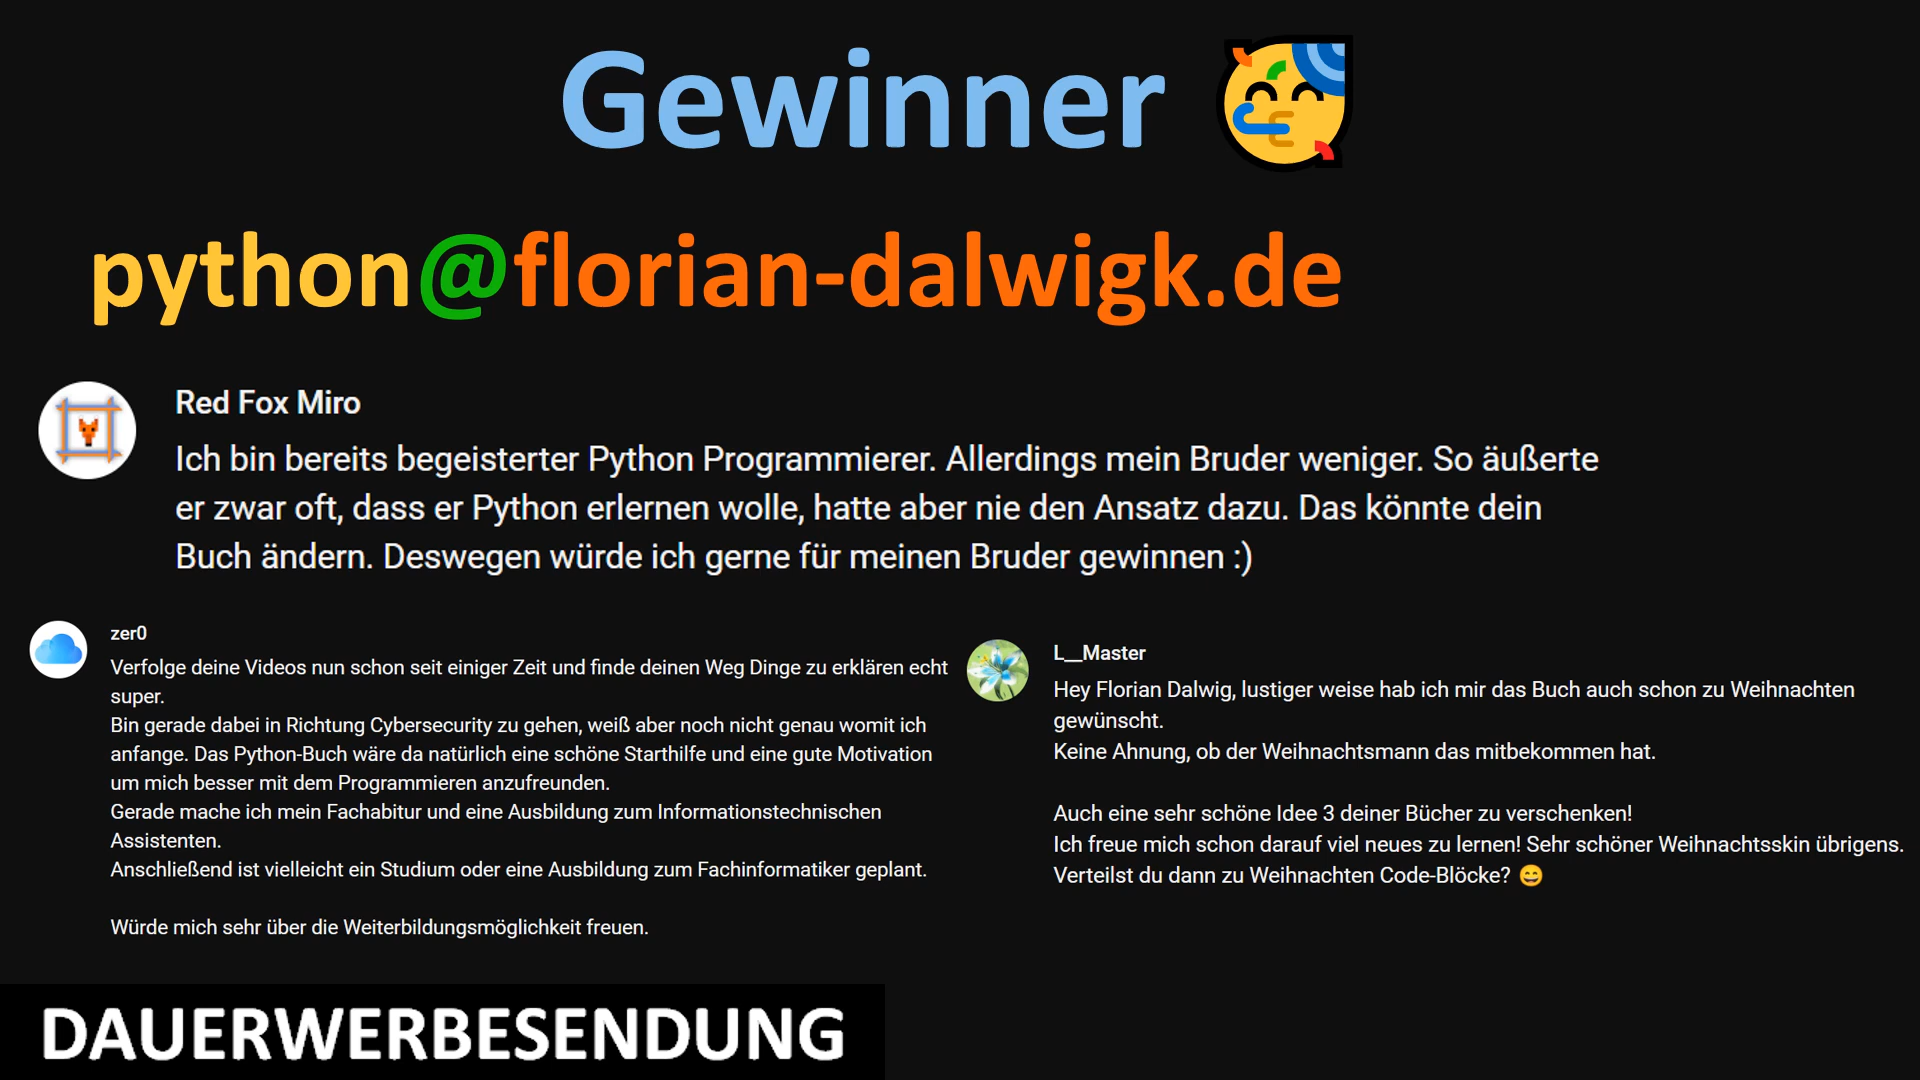 Gewinner 🥳
python@florian-dalwigk.de
Red Fox Miro
Ich bin bereits begeisterter Python Programmierer. Allerdings mein Bruder weniger. So äußerte
er zwar oft, dass er Python erlernen wolle, hatte aber nie den Ansatz dazu. Das könnte dein
Buch ändern. Deswegen würde ich gerne für meinen Bruder gewinnen :)
zer0
Verfolge deine Videos nun schon seit einiger Zeit und finde deinen Weg Dinge zu erklären echt
super.
Bin gerade dabei in Richtung Cybersecurity zu gehen, weiß aber noch nicht genau womit ich
anfange. Das Python-Buch wäre da natürlich eine schöne Starthilfe und eine gute Motivation
um mich besser mit dem Programmieren anzufreunden.
Gerade mache ich mein Fachabitur und eine Ausbildung zum Informationstechnischen
Assistenten.
Anschließend ist vielleicht ein Studium oder eine Ausbildung zum Fachinformatiker geplant.
Würde mich sehr über die Weiterbildungsmöglichkeit freuen.
L__Master
Hey Florian Dalwig, lustiger weise hab ich mir das Buch auch schon zu Weihnachten
gewünscht.
Keine Ahnung, ob der Weihnachtsmann das mitbekommen hat.
Auch eine sehr schöne Idee 3 deiner Bücher zu verschenken!
Ich freue mich schon darauf viel neues zu lernen! Sehr schöner Weihnachtsskin übrigens.
Verteilst du dann zu Weihnachten Code-Blöcke? 😄
DAUERWERBESENDUNG